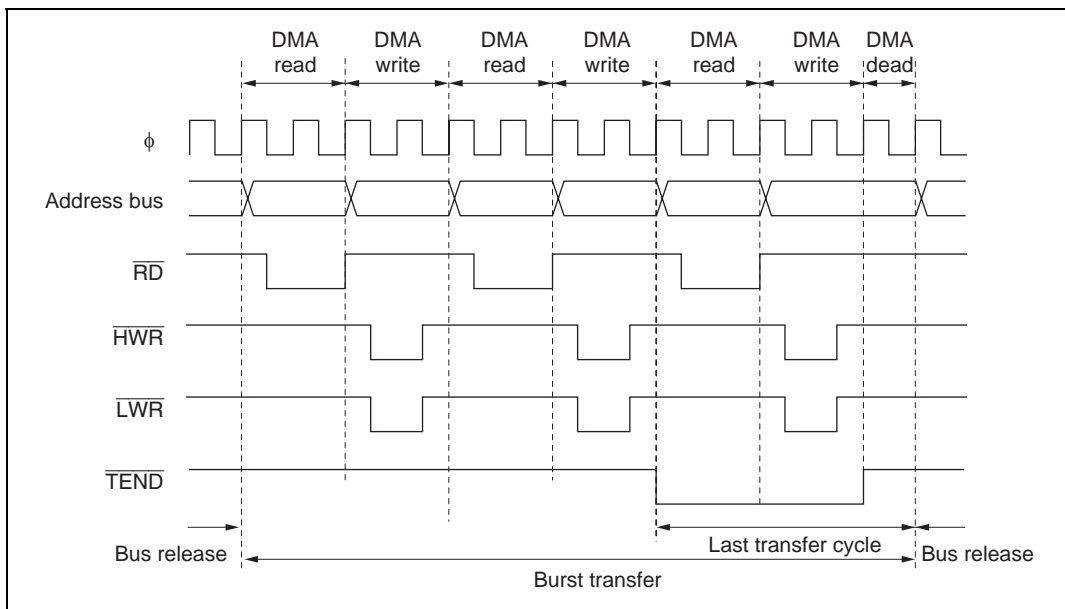 DMA read
DMA write
DMA read
DMA write
DMA read
DMA write
DMA dead
ϕ
Address bus
RD
HWR
LWR
TEND
Last transfer cycle
Bus release
Bus release
Burst transfer